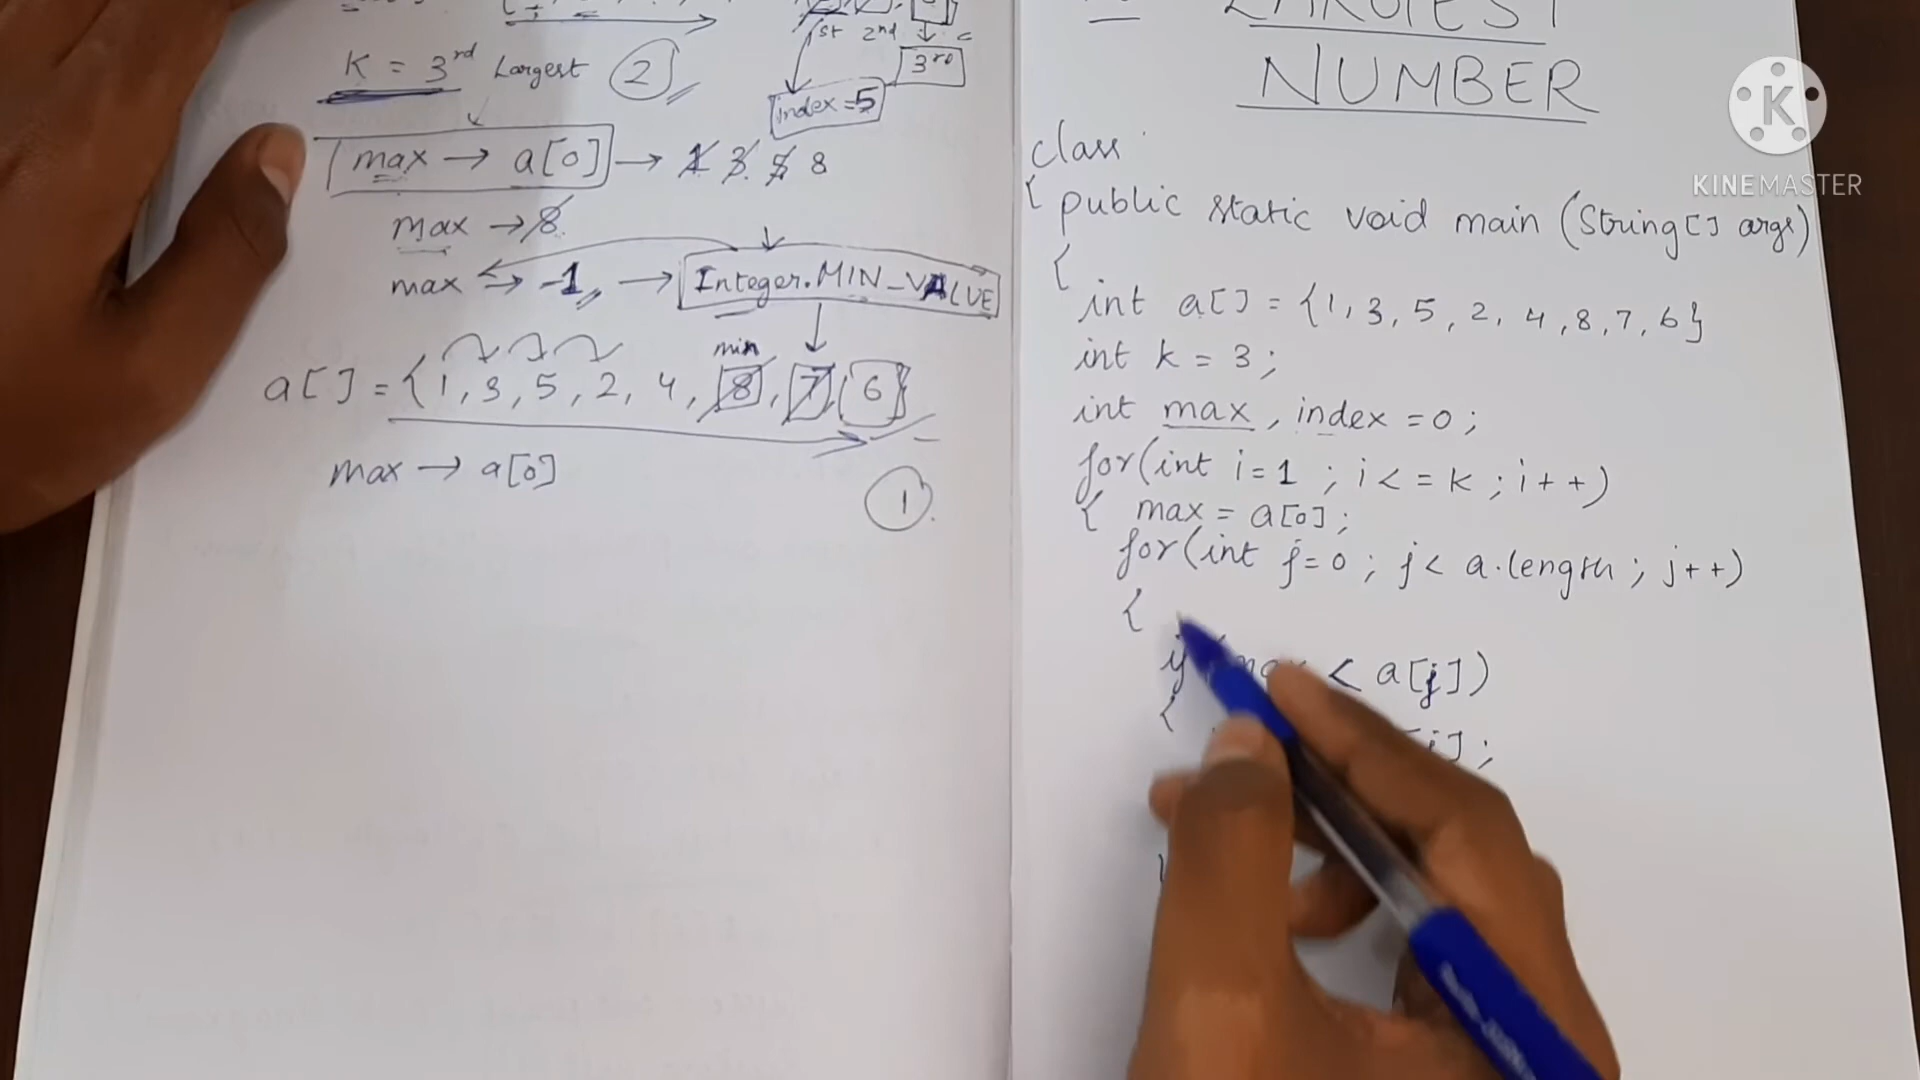 K = 3rd Largest 2
1st 2nd
3rd
index=5
max → a[0] → 1 3 5 8
max → 8
max → -1, → Integer.MIN_VALUE
min
a[] = {1, 3, 5, 2, 4, 8, 7, 6}
max → a[0]
1
LARGEST
NUMBER
class
{ public static void main (String[] args)
{
int a[] = {1, 3, 5, 2, 4, 8, 7, 6}
int k = 3;
int max, index = 0;
for(int i=1 ; i<=k ; i++)
{ max = a[0];
for(int j=0 ; j< a.length ; j++)
{
if (max < a[j])
{
j];
K
KINEMASTER